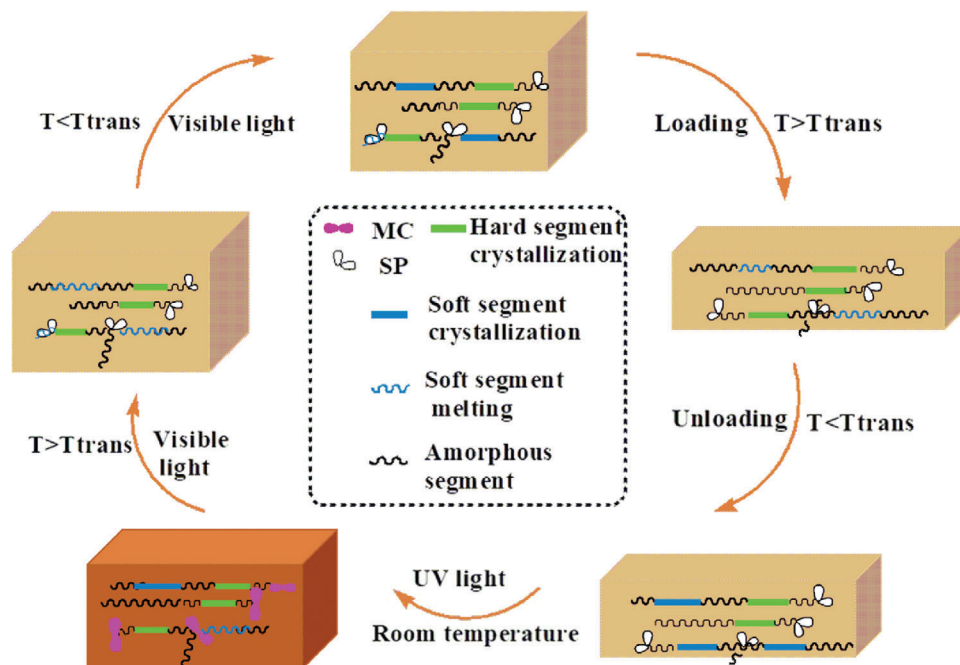 T<Ttrans
Visible light
Loading
T>Ttrans
MC
Hard segment
crystallization
SP
Soft segment
crystallization
Soft segment
melting
Amorphous
segment
Unloading
T<Ttrans
T>Ttrans
Visible
light
UV light
Room temperature